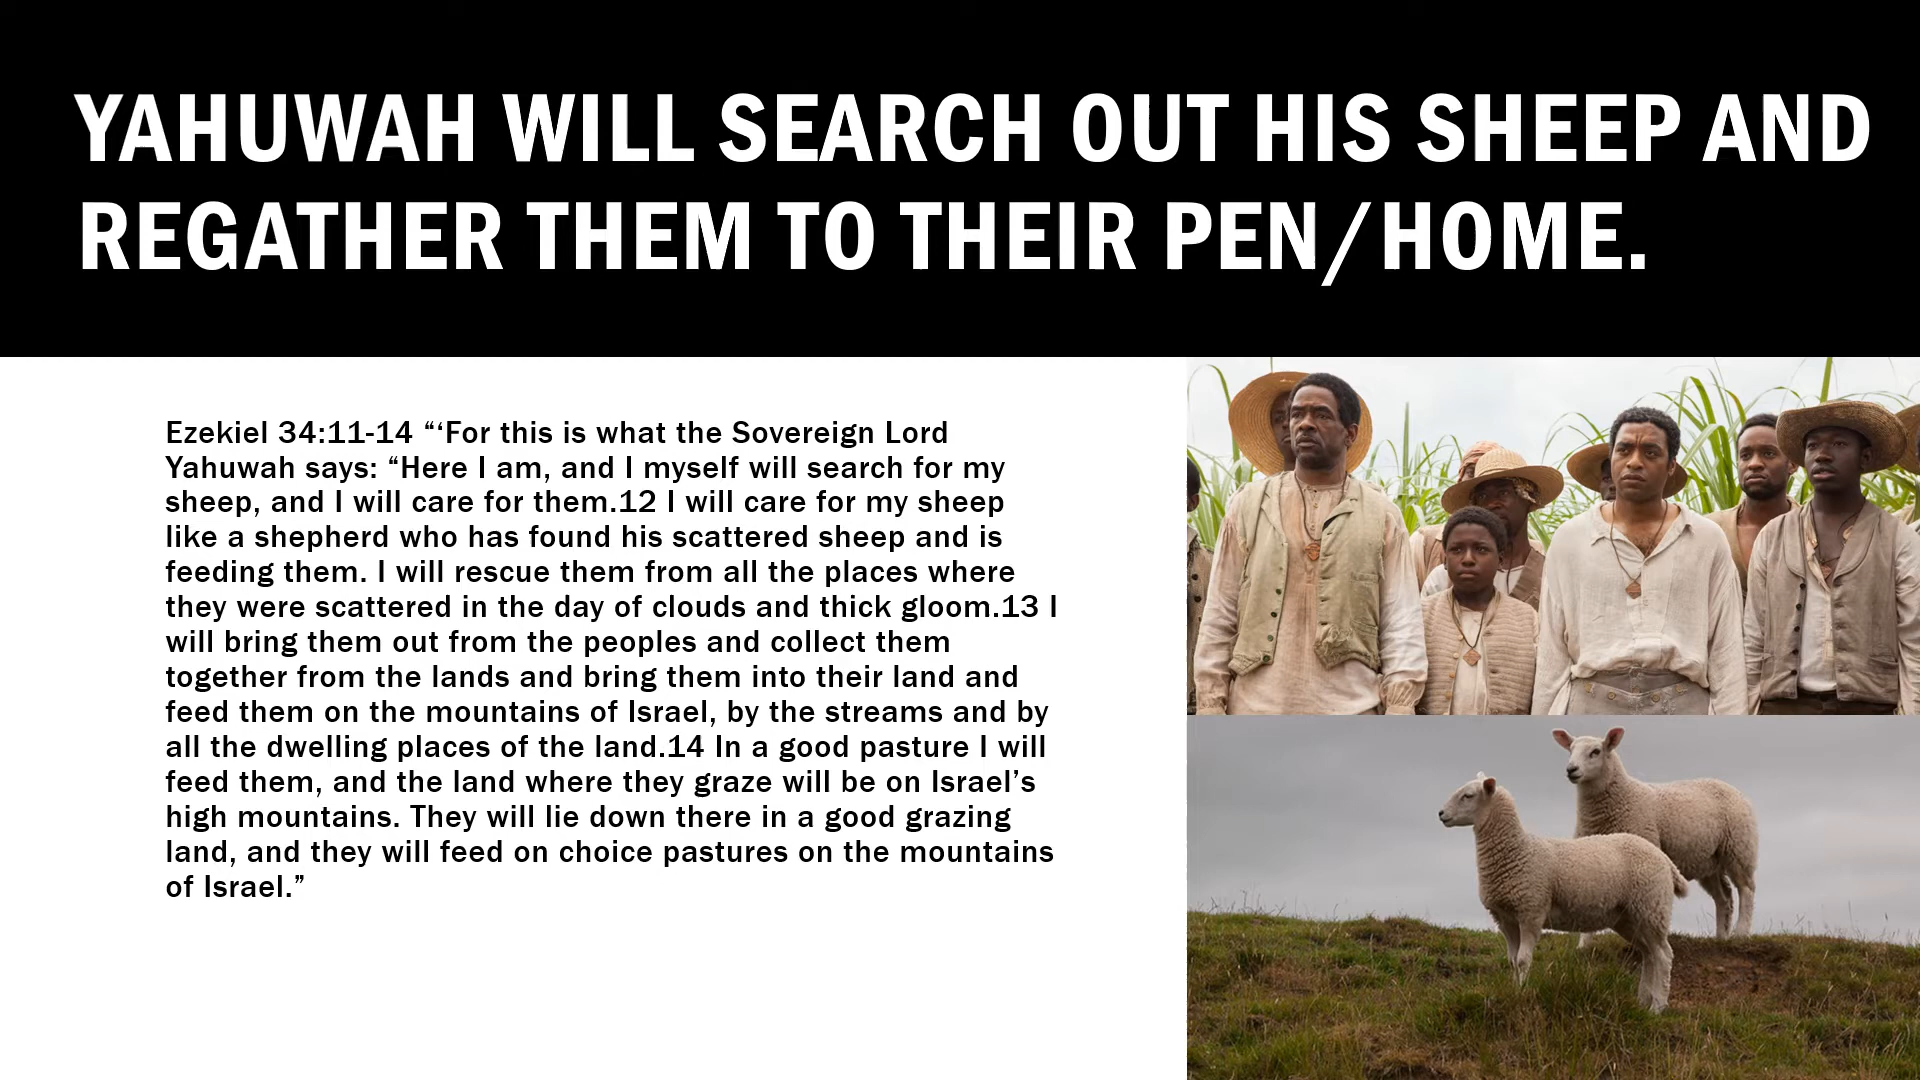 YAHUWAH WILL SEARCH OUT HIS SHEEP AND
REGATHER THEM TO THEIR PEN/HOME.
Ezekiel 34:11-14 “‘For this is what the Sovereign Lord
Yahuwah says: “Here I am, and I myself will search for my
sheep, and I will care for them.12 I will care for my sheep
like a shepherd who has found his scattered sheep and is
feeding them. I will rescue them from all the places where
they were scattered in the day of clouds and thick gloom.13 I
will bring them out from the peoples and collect them
together from the lands and bring them into their land and
feed them on the mountains of Israel, by the streams and by
all the dwelling places of the land.14 In a good pasture I will
feed them, and the land where they graze will be on Israel’s
high mountains. They will lie down there in a good grazing
land, and they will feed on choice pastures on the mountains
of Israel.”